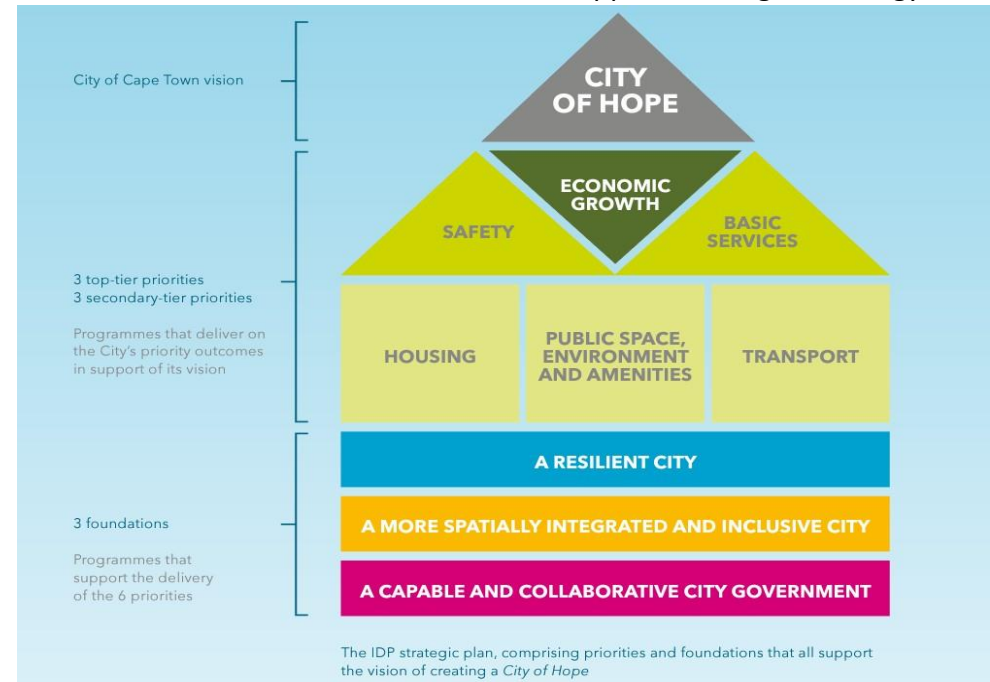 City of Cape Town vision
CITY
OF HOPE
ECONOMIC
GROWTH
SAFETY
BASIC
SERVICES
3 top-tier priorities
3 secondary-tier priorities
Programmes that deliver on
the City's priority outcomes
in support of its vision
HOUSING
PUBLIC SPACE,
ENVIRONMENT
AND AMENITIES
TRANSPORT
A RESILIENT CITY
3 foundations
Programmes that
support the delivery
of the 6 priorities
A MORE SPATIALLY INTEGRATED AND INCLUSIVE CITY
A CAPABLE AND COLLABORATIVE CITY GOVERNMENT
The IDP strategic plan, comprising priorities and foundations that all support
the vision of creating a City of Hope